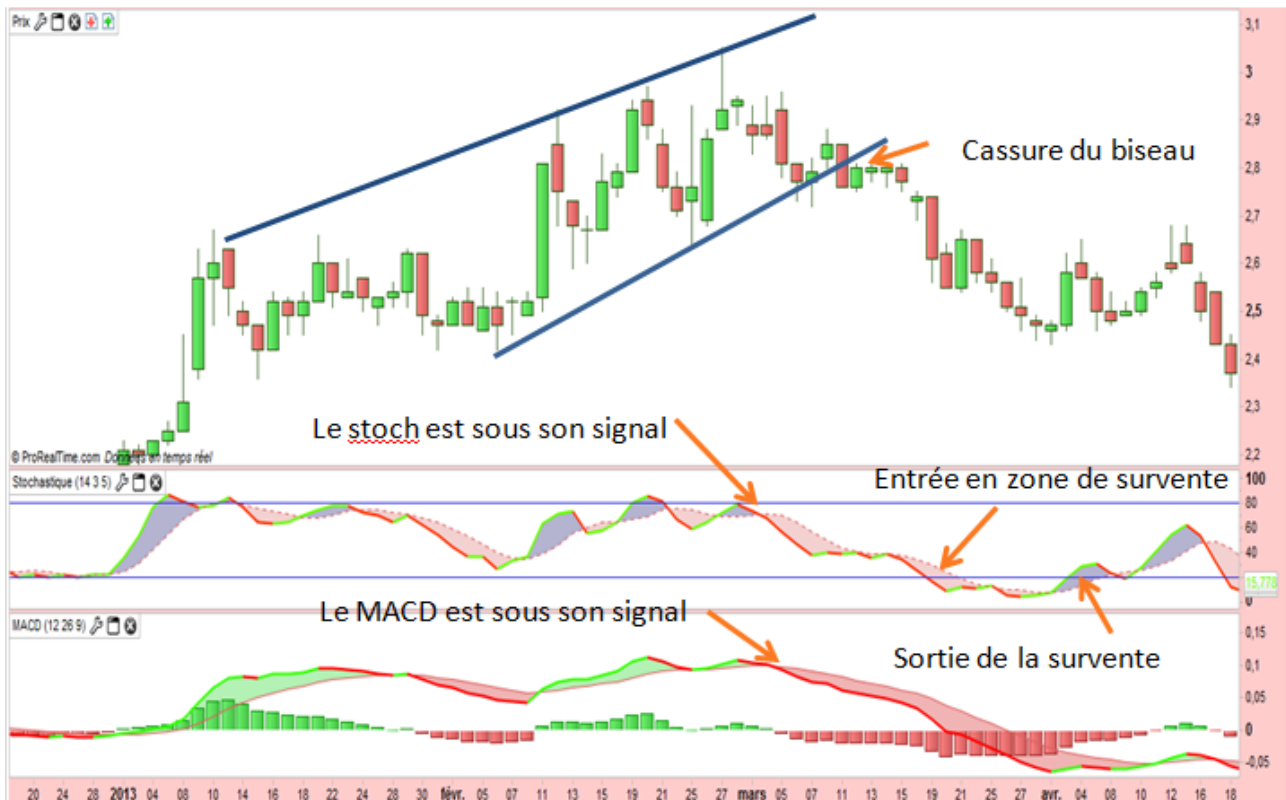 Prix
3,1
3
2,9
Cassure du biseau
2,8
2,7
2,6
2,5
2,4
2,3
Le stoch est sous son signal
2,2
© ProRealTime.com Données en temps réel
Stochastique (14 3 5)
Entrée en zone de survente
100
80
60
40
15,778
0
Le MACD est sous son signal
MACD (12 26 9)
0,15
Sortie de la survente
0,1
0,05
0
-0,05
20 24 28 2013 04 08 10 14 16 18 22 24 28 30 févr. 05 07 11 13 15 19 21 25 27 mars 05 07 11 13 15 19 21 25 27 avr. 04 08 10 12 16 18